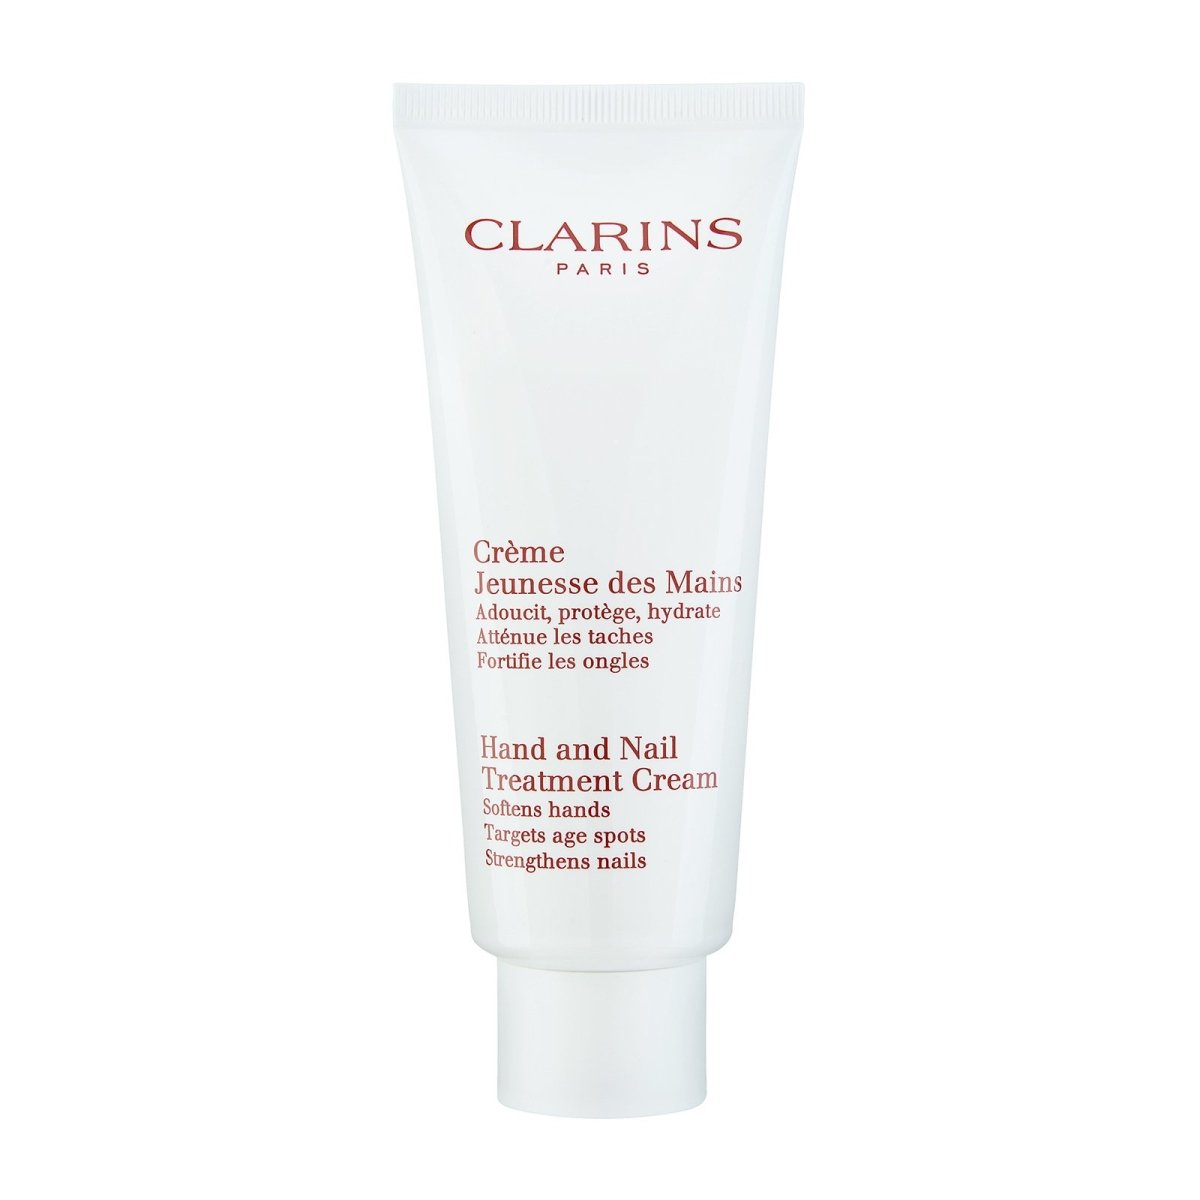 CLARINS
PARIS
Crème
Jeunesse des Mains
Adoucit, protège, hydrate
Atténue les taches
Fortifie les ongles
Hand and Nail
Treatment Cream
Softens hands
Targets age spots
Strengthens nails